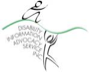 DISABILITY
INFORMATION
ADVOCACY
SERVICE
INC